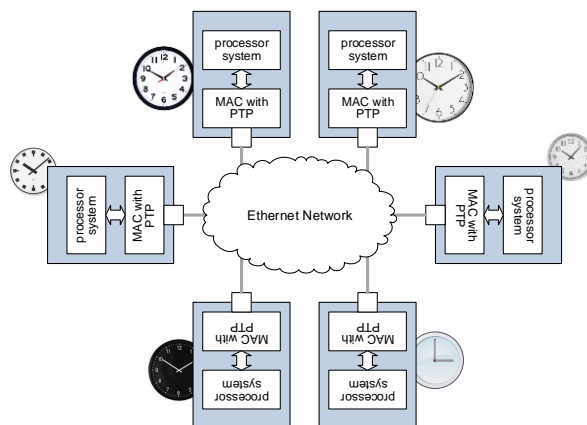 processor
system
MAC with
PTP
processor
system
MAC with
PTP
processor
system
MAC with
PTP
Ethernet Network
MAC with
PTP
processor
system
MAC with
PTP
processor
system
MAC with
PTP
processor
system